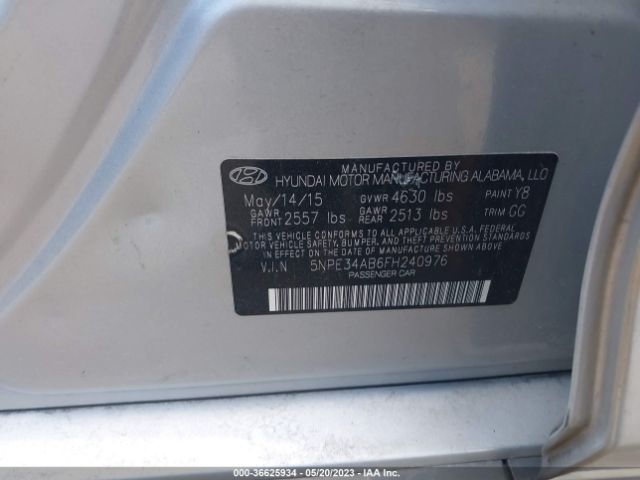 MANUFACTURED BY
HYUNDAI MOTOR MANUFACTURING ALABAMA, LLC
May/14/15 GVWR 4630 lbs PAINT Y8
GAWR FRONT 2557 lbs GAWR REAR 2513 lbs TRIM GG
THIS VEHICLE CONFORMS TO ALL APPLICABLE U.S.A. FEDERAL
MOTOR VEHICLE SAFETY, BUMPER, AND THEFT PREVENTION STANDARDS
IN EFFECT ON THE DATE OF MANUFACTURE SHOWN ABOVE.
V.I.N 5NPE34AB6FH240976
PASSENGER CAR
000-36625934 - 05/20/2023 - IAA Inc.